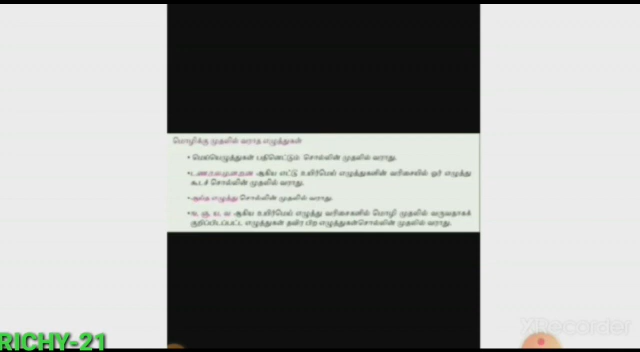 மொழிக்கு முதலில் வராத எழுத்துகள்
• மெய்யெழுத்துகள் பதினெட்டும் சொல்லின் முதலில் வராது.
• ஆகிய எட்டு உயிர்மெய் எழுத்துகளின் வரிசையில் ஓர் எழுத்து
கூடச் சொல்லின் முதலில் வராது.
• ஆய்த எழுத்து சொல்லின் முதலில் வராது.
• ங, ஞ, ய, வ ஆகிய உயிர்மெய் எழுத்து வரிசைகளில் மொழி முதலில் வருவதாகக்
குறிப்பிடப்பட்ட எழுத்துகள் தவிர பிற எழுத்துகள்சொல்லின் முதலில் வராது.
XRecorder
RICHY-21